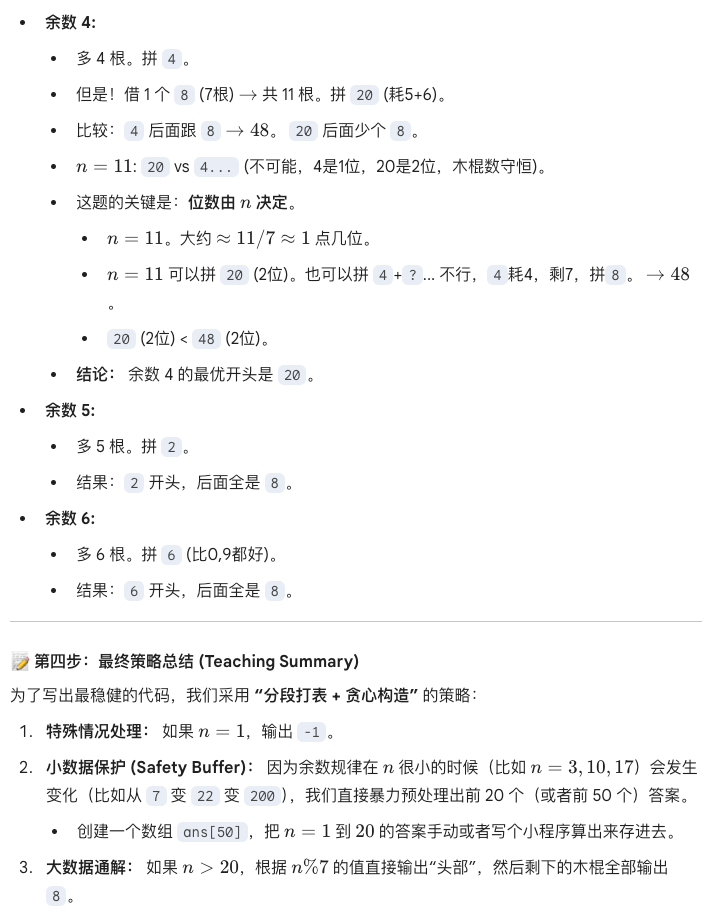 余数 4:
多 4 根。拼 4 。
但是！借 1 个 8 (7根) → 共 11 根。拼 20 (耗5+6)。
比较： 4 后面跟 8 → 48。 20 后面少个 8 。
n = 11: 20 vs 4... (不可能，4是1位，20是2位，木棍数守恒)。
这题的关键是：位数由 n 决定。
n = 11。大约 ≈ 11/7 ≈ 1 点几位。
n = 11 可以拼 20 (2位)。也可以拼 4 + ? ... 不行， 4 耗4，剩7，拼 8 。 → 48
。
20 (2位) < 48 (2位)。
结论： 余数 4 的最优开头是 20 。
余数 5:
多 5 根。拼 2 。
结果： 2 开头，后面全是 8 。
余数 6:
多 6 根。拼 6 (比0,9都好)。
结果： 6 开头，后面全是 8 。
📝 第四步：最终策略总结 (Teaching Summary)
为了写出最稳健的代码，我们采用 “分段打表 + 贪心构造” 的策略：
1. 特殊情况处理： 如果 n = 1，输出 -1 。
2. 小数据保护 (Safety Buffer)： 因为余数规律在 n 很小的时候（比如 n = 3, 10, 17）会发生
变化（比如从 7 变 22 变 200 ），我们直接暴力预处理出前 20 个（或者前 50 个）答案。
创建一个数组 ans[50] ，把 n = 1 到 20 的答案手动或者写个小程序算出来存进去。
3. 大数据通解： 如果 n > 20，根据 n%7 的值直接输出“头部”，然后剩下的木棍全部输出
8 。